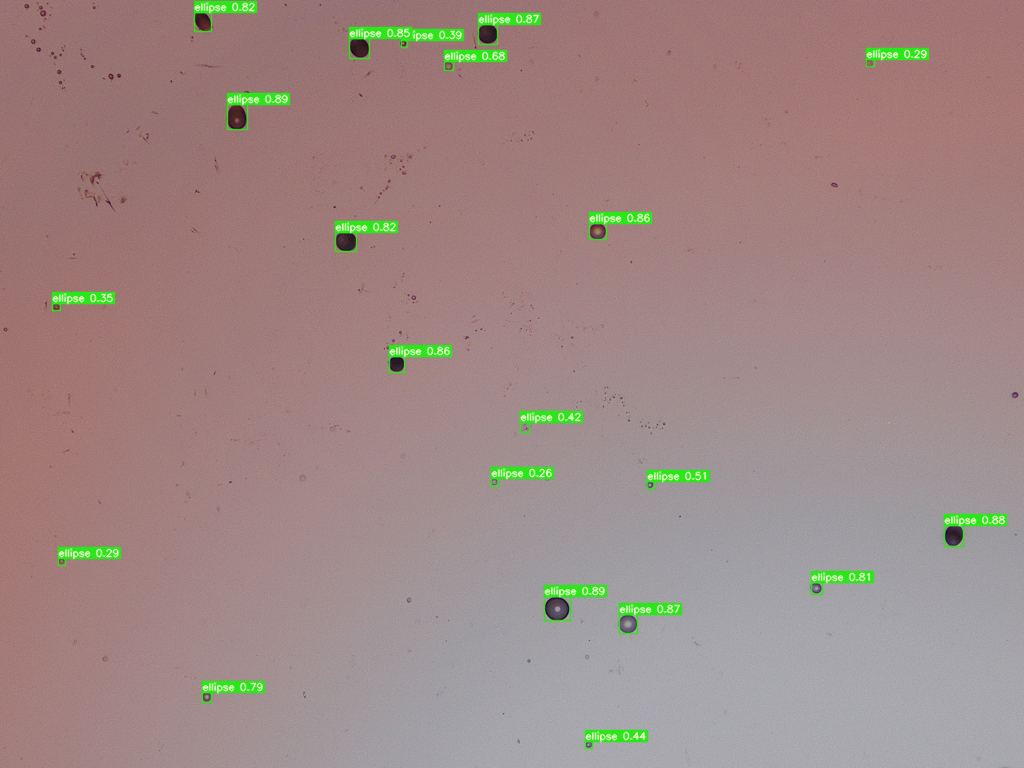 ellipse 0.82
ellipse 0.87
ellipse 0.85
ipse 0.39
ellipse 0.68
ellipse 0.29
ellipse 0.89
ellipse 0.86
ellipse 0.82
ellipse 0.35
ellipse 0.86
ellipse 0.42
ellipse 0.26
ellipse 0.51
ellipse 0.88
ellipse 0.29
ellipse 0.81
ellipse 0.89
ellipse 0.87
ellipse 0.79
ellipse 0.44